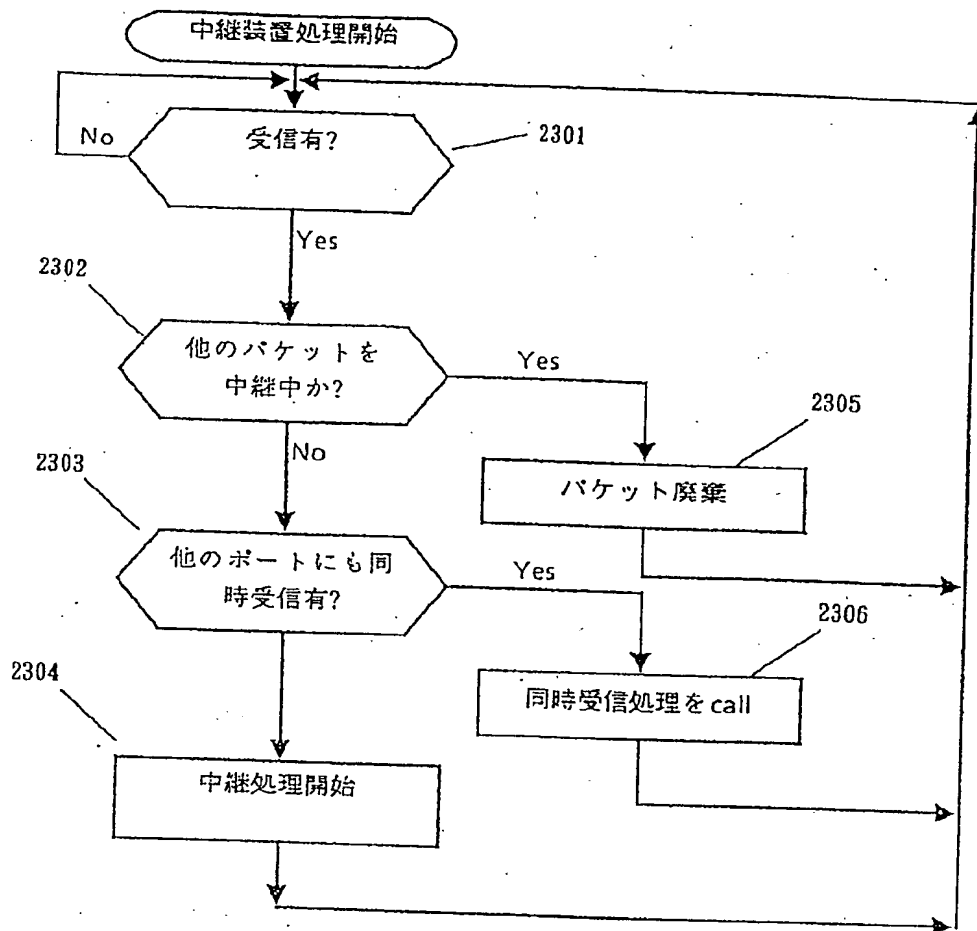 中継装置処理開始
No
受信有?
2301
Yes
2302
他のパケットを
中継中か?
Yes
2305
No
パケット廃棄
2303
他のポートにも同
時受信有?
Yes
2306
同時受信処理をcall
2304
中継処理開始